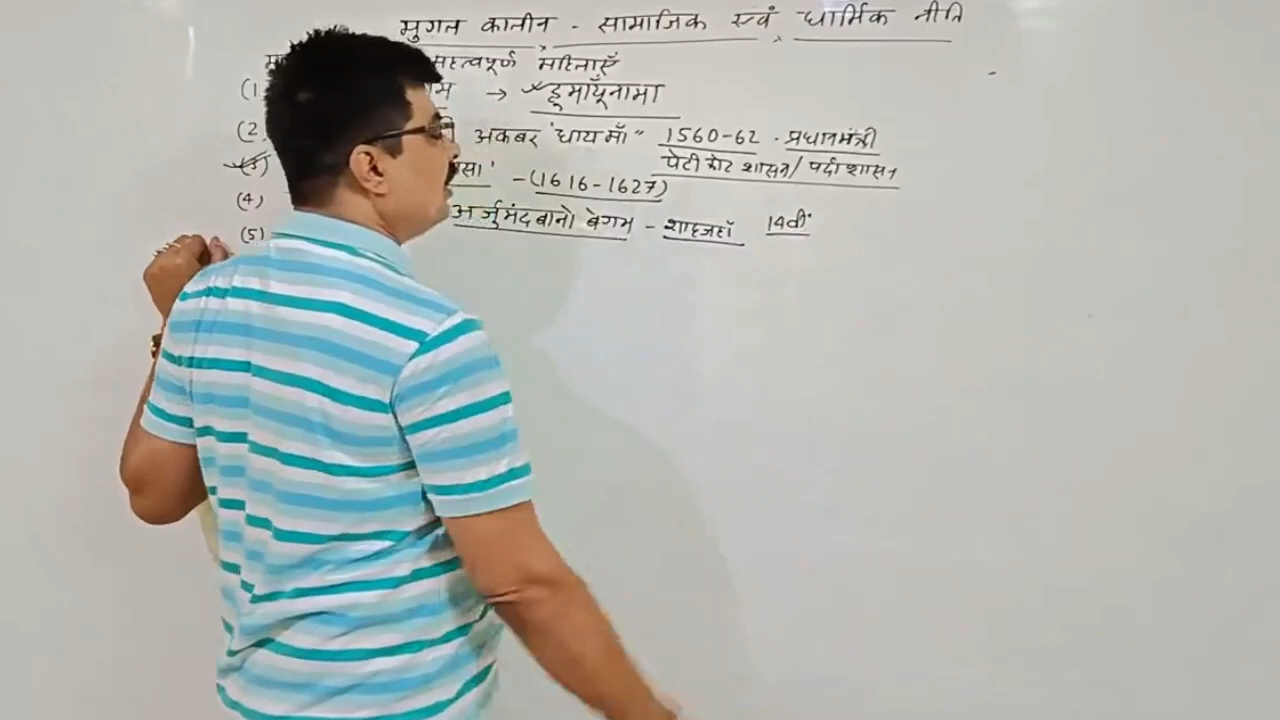 मुगल कालीन - सामाजिक एवं धार्मिक नीति
महत्वपूर्ण महिलाएँ
(1 → हूमायूँनामा
(2. अकबर 'धाय माँ" 1560-62 . प्रधानमंत्री
पेटीकोट शासन/पर्दा शासन
(3) - (1616-1627)
(4) अर्जुमंदबानो बेगम - शाहजहाँ 14वीं
(5)